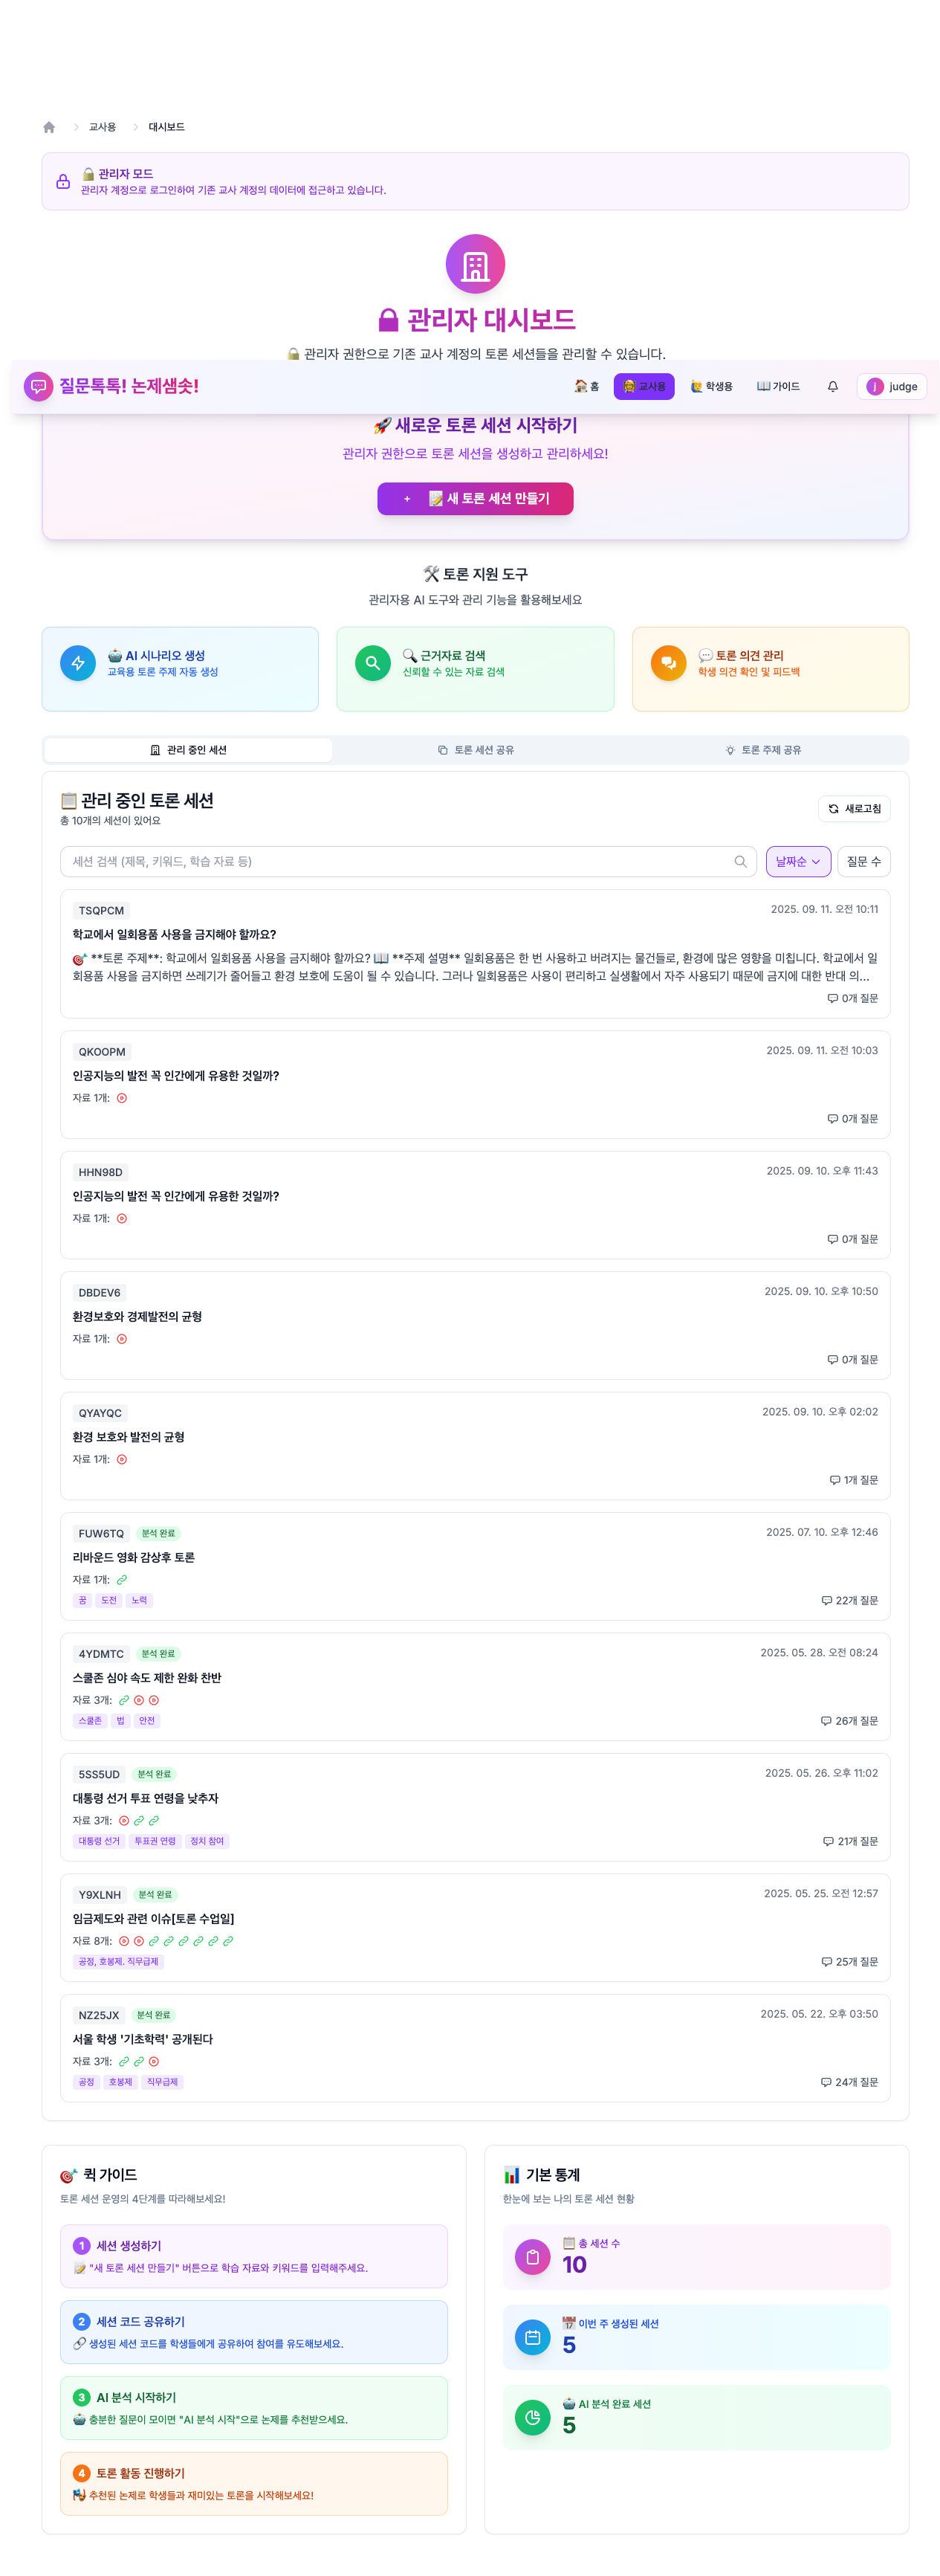 교사용
대시보드
🔒 관리자 모드
관리자 계정으로 로그인하여 기존 교사 계정의 데이터에 접근하고 있습니다.
🔒 관리자 대시보드
🔒 관리자 권한으로 기존 교사 계정의 토론 세션들을 관리할 수 있습니다.
질문톡톡! 논제샘솟!
🏠 홈
교사용
학생용
📖 가이드
j
judge
🚀 새로운 토론 세션 시작하기
관리자 권한으로 토론 세션을 생성하고 관리하세요!
+ 📝 새 토론 세션 만들기
🛠️ 토론 지원 도구
관리자용 AI 도구와 관리 기능을 활용해보세요
🤖 AI 시나리오 생성
교육용 토론 주제 자동 생성
🔍 근거자료 검색
신뢰할 수 있는 자료 검색
💬 토론 의견 관리
학생 의견 확인 및 피드백
관리 중인 세션
토론 세션 공유
토론 주제 공유
📋 관리 중인 토론 세션
총 10개의 세션이 있어요
새로고침
세션 검색 (제목, 키워드, 학습 자료 등)
날짜순
질문 수
TSQPCM
2025. 09. 11. 오전 10:11
학교에서 일회용품 사용을 금지해야 할까요?
🎯 **토론 주제**: 학교에서 일회용품 사용을 금지해야 할까요? 📖 **주제 설명** 일회용품은 한 번 사용하고 버려지는 물건들로, 환경에 많은 영향을 미칩니다. 학교에서 일
회용품 사용을 금지하면 쓰레기가 줄어들고 환경 보호에 도움이 될 수 있습니다. 그러나 일회용품은 사용이 편리하고 실생활에서 자주 사용되기 때문에 금지에 대한 반대 의...
0개 질문
QKOOPM
2025. 09. 11. 오전 10:03
인공지능의 발전 꼭 인간에게 유용한 것일까?
자료 1개:
0개 질문
HHN98D
2025. 09. 10. 오후 11:43
인공지능의 발전 꼭 인간에게 유용한 것일까?
자료 1개:
0개 질문
DBDEV6
2025. 09. 10. 오후 10:50
환경보호와 경제발전의 균형
자료 1개:
0개 질문
QYAYQC
2025. 09. 10. 오후 02:02
환경 보호와 발전의 균형
자료 1개:
1개 질문
FUW6TQ
분석 완료
2025. 07. 10. 오후 12:46
리바운드 영화 감상후 토론
자료 1개:
꿈
도전
노력
22개 질문
4YDMTC
분석 완료
2025. 05. 28. 오전 08:24
스쿨존 심야 속도 제한 완화 찬반
자료 3개:
스쿨존
법
안전
26개 질문
5SS5UD
분석 완료
2025. 05. 26. 오후 11:02
대통령 선거 투표 연령을 낮추자
자료 3개:
대통령 선거
투표권 연령
정치 참여
21개 질문
Y9XLNH
분석 완료
2025. 05. 25. 오전 12:57
임금제도와 관련 이슈[토론 수업일]
자료 8개:
공정, 호봉제. 직무급제
25개 질문
NZ25JX
분석 완료
2025. 05. 22. 오후 03:50
서울 학생 '기초학력' 공개된다
자료 3개:
공정
호봉제
직무급제
24개 질문
🎯 퀵 가이드
토론 세션 운영의 4단계를 따라해보세요!
1 세션 생성하기
📝 "새 토론 세션 만들기" 버튼으로 학습 자료와 키워드를 입력해주세요.
2 세션 코드 공유하기
🔗 생성된 세션 코드를 학생들에게 공유하여 참여를 유도해보세요.
3 AI 분석 시작하기
🤖 충분한 질문이 모이면 "AI 분석 시작"으로 논제를 추천받으세요.
4 토론 활동 진행하기
🎭 추천된 논제로 학생들과 재미있는 토론을 시작해보세요!
📊 기본 통계
한눈에 보는 나의 토론 세션 현황
📋 총 세션 수
10
📅 이번 주 생성된 세션
5
🤖 AI 분석 완료 세션
5